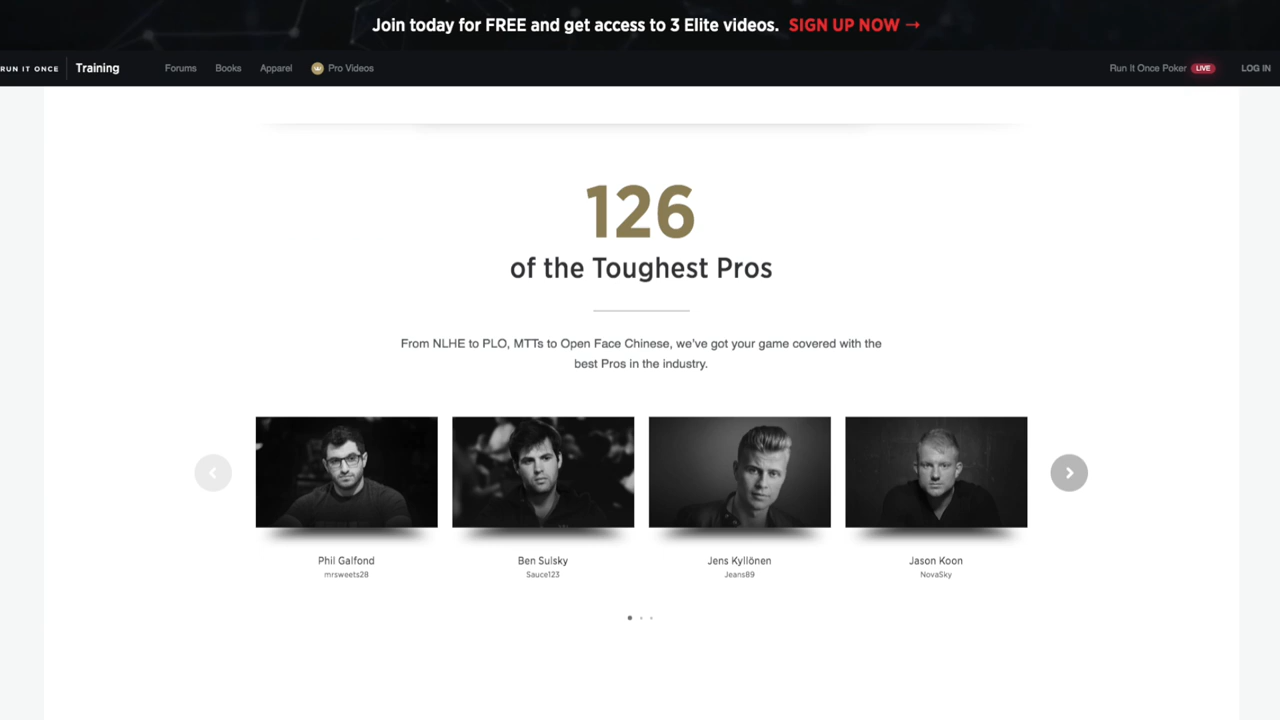 Join today for FREE and get access to 3 Elite videos. SIGN UP NOW →
RUN IT ONCE Training Forums Books Apparel Pro Videos Run It Once Poker LIVE LOG IN
126
of the Toughest Pros
From NLHE to PLO, MTTs to Open Face Chinese, we've got your game covered with the
best Pros in the industry.
Phil Galfond Ben Sulsky Jens Kyllönen Jason Koon
mrsweets28 Sauce123 Jeans89 NovaSky